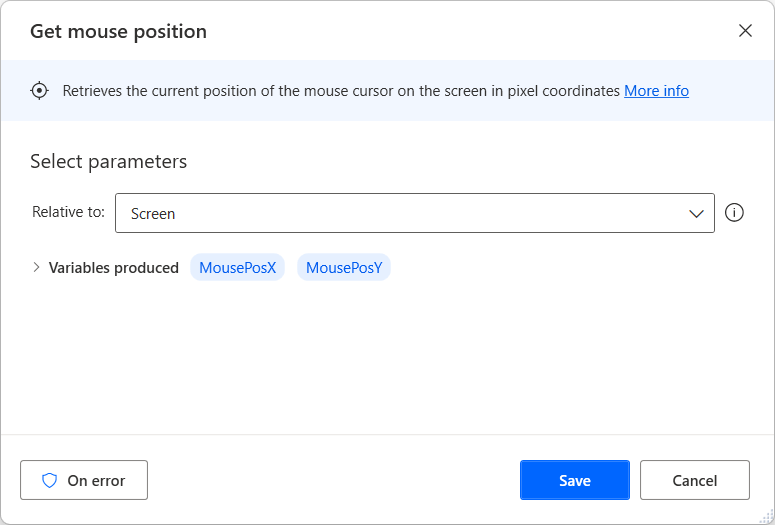 Get mouse position
Retrieves the current position of the mouse cursor on the screen in pixel coordinates More info
Select parameters
Relative to: Screen
Variables produced MousePosX MousePosY
On error Save Cancel